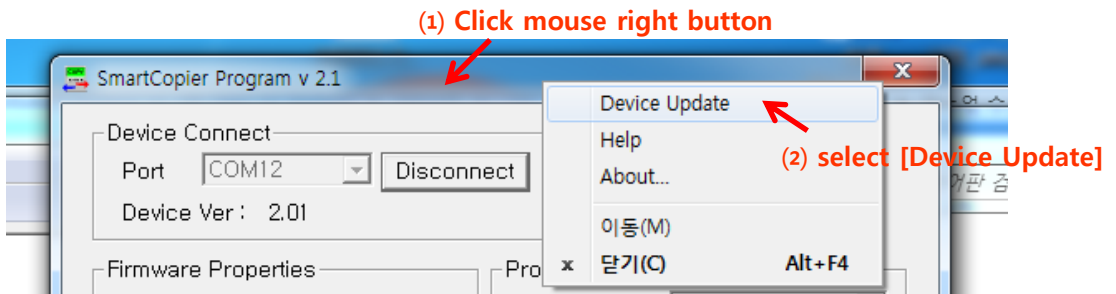 (1) Click mouse right button
SmartCopier Program v 2.1
x
Device Update
Device Connect
Help
(2) select [Device Update]
Port COM12 Disconnect
About...
Device Ver : 2.01
이동(M)
x 닫기(C) Alt+F4
Firmware Properties
Pro